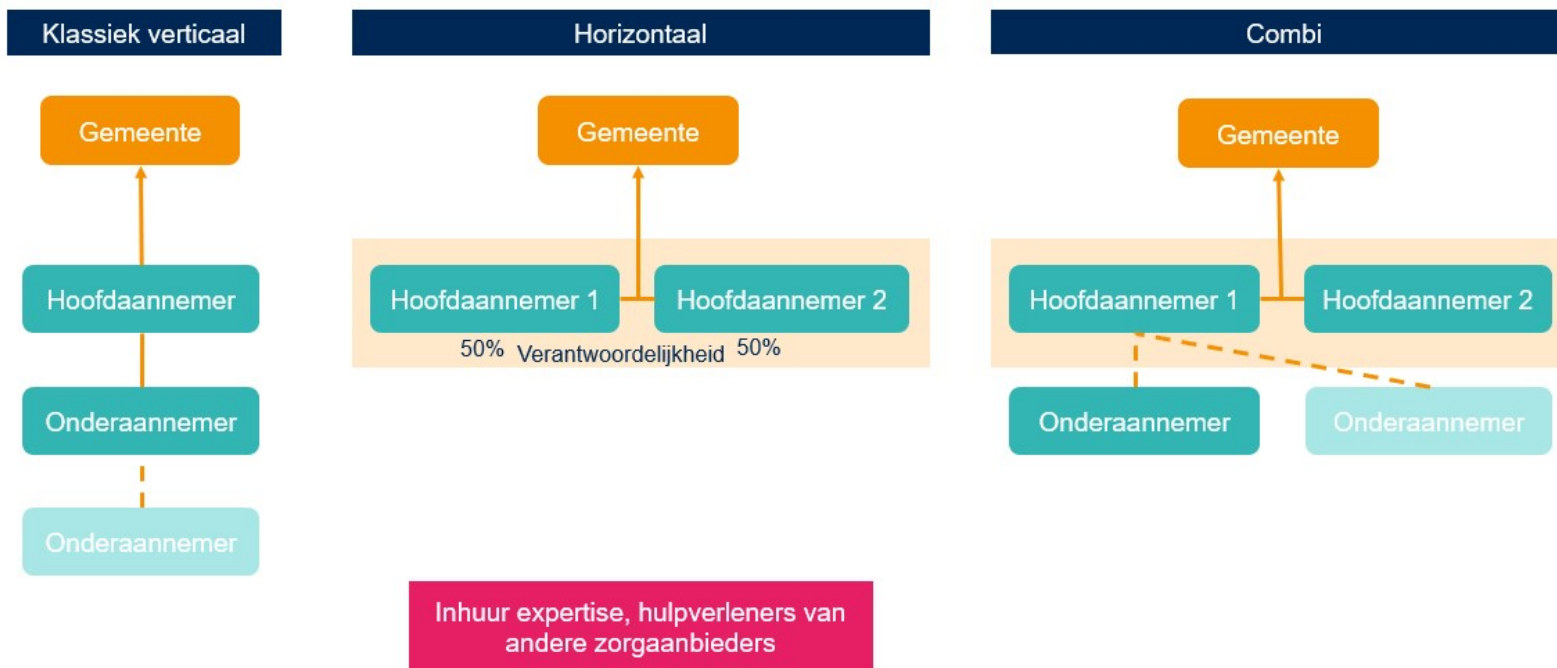 Klassiek verticaal
Horizontaal
Combi
Gemeente
Gemeente
Gemeente
Hoofdaannemer
Hoofdaannemer 1
Hoofdaannemer 2
Hoofdaannemer 1
Hoofdaannemer 2
50% Verantwoordelijkheid 50%
Onderaannemer
Onderaannemer
Onderaannemer
Onderaannemer
Inhuur expertise, hulpverleners van
andere zorgaanbieders